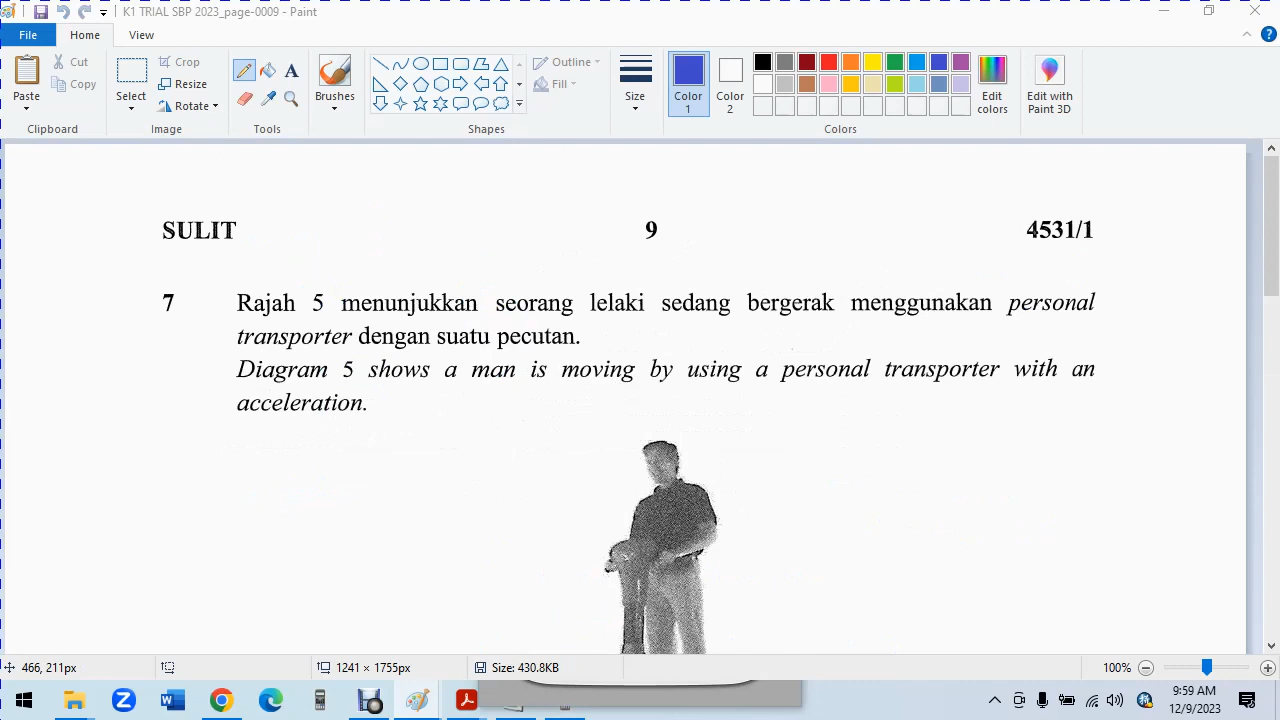 K1 TRIAL SBP 2023_page-0009 - Paint
File Home View
Paste
Cut
Copy
Clipboard
Select
Crop
Resize
Rotate
Image
A
Tools
Brushes
Outline
Fill
Shapes
Size
Color 1
Color 2
Colors
Edit colors
Edit with Paint 3D
SULIT 9 4531/1
7 Rajah 5 menunjukkan seorang lelaki sedang bergerak menggunakan personal
transporter dengan suatu pecutan.
Diagram 5 shows a man is moving by using a personal transporter with an
acceleration.
466, 211px 1241 × 1755px Size: 430.8KB 100%
9:59 AM
12/9/2023